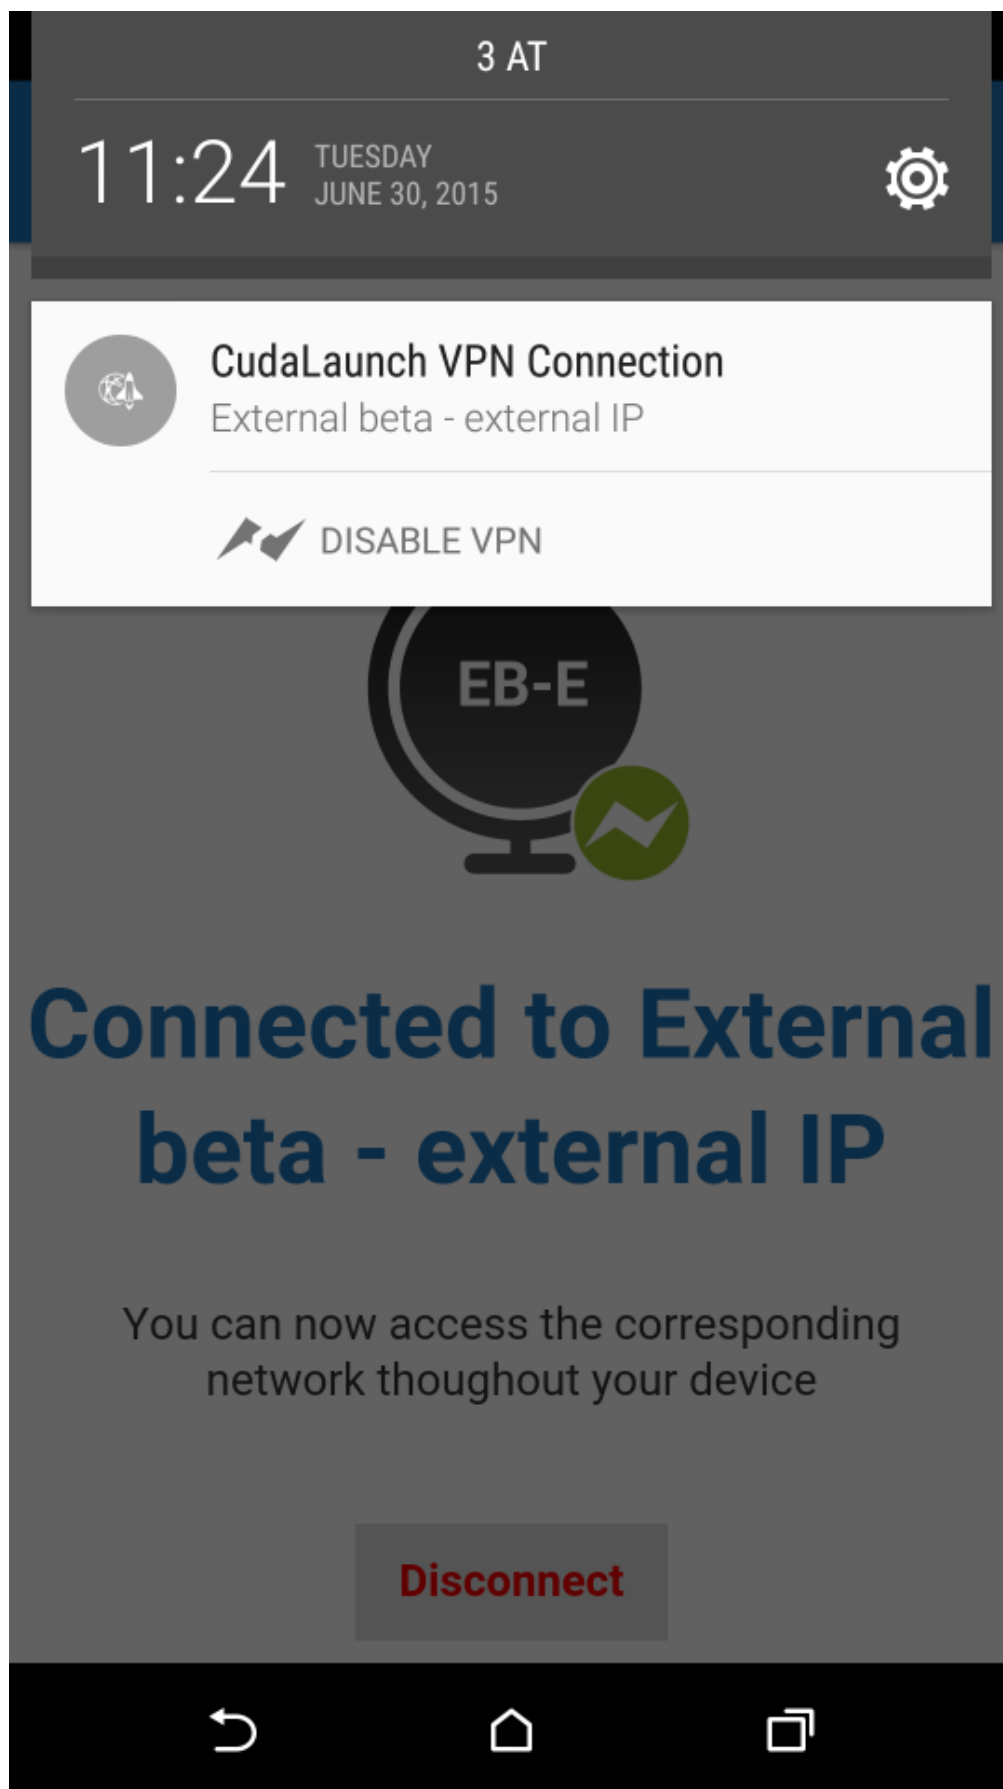 3 AT
11:24
TUESDAY
JUNE 30, 2015
CudaLaunch VPN Connection
External beta - external IP
DISABLE VPN
EB-E
Connected to External
beta - external IP
You can now access the corresponding
network thoughout your device
Disconnect